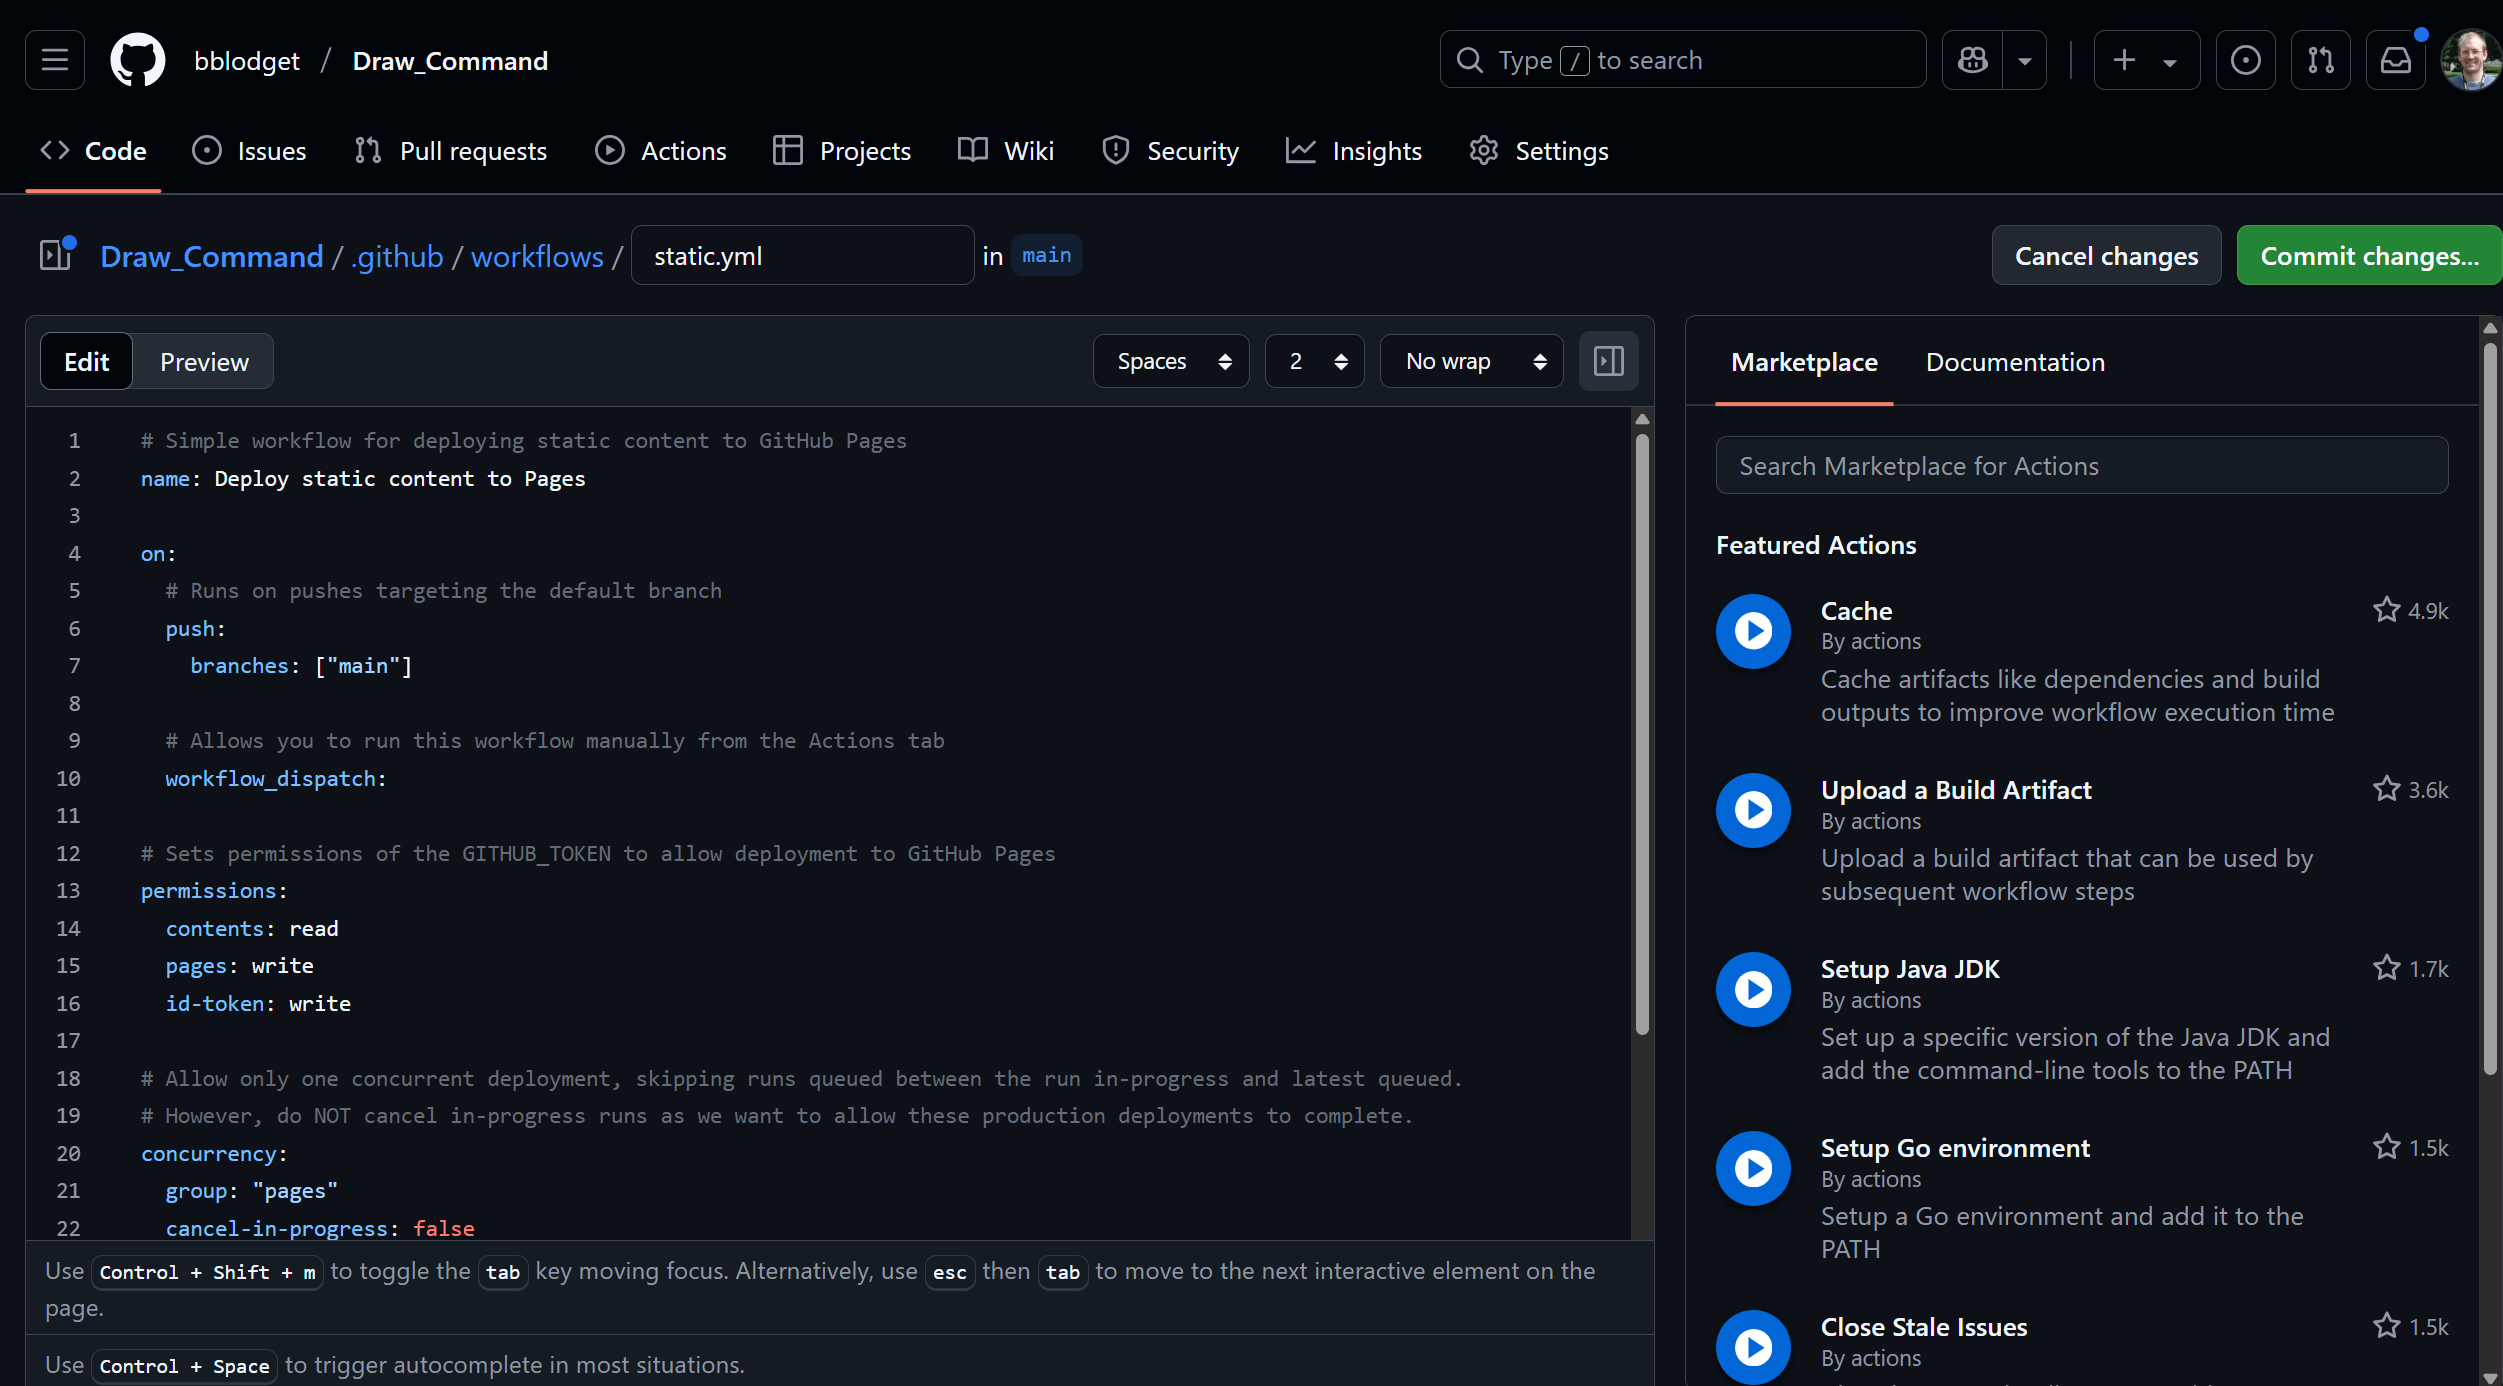 bblodget / Draw_Command
Type / to search
Code Issues Pull requests Actions Projects Wiki Security Insights Settings
Draw_Command / .github / workflows / static.yml in main
Cancel changes Commit changes...
Edit Preview
Spaces 2 No wrap
1 # Simple workflow for deploying static content to GitHub Pages
2 name: Deploy static content to Pages
3
4 on:
5   # Runs on pushes targeting the default branch
6   push:
7     branches: ["main"]
8
9   # Allows you to run this workflow manually from the Actions tab
10   workflow_dispatch:
11
12 # Sets permissions of the GITHUB_TOKEN to allow deployment to GitHub Pages
13 permissions:
14   contents: read
15   pages: write
16   id-token: write
17
18 # Allow only one concurrent deployment, skipping runs queued between the run in-progress and latest queued.
19 # However, do NOT cancel in-progress runs as we want to allow these production deployments to complete.
20 concurrency:
21   group: "pages"
22   cancel-in-progress: false
Use Control + Shift + m to toggle the tab key moving focus. Alternatively, use esc then tab to move to the next interactive element on the
page.
Use Control + Space to trigger autocomplete in most situations.
Marketplace Documentation
Search Marketplace for Actions
Featured Actions
Cache 4.9k
By actions
Cache artifacts like dependencies and build
outputs to improve workflow execution time
Upload a Build Artifact 3.6k
By actions
Upload a build artifact that can be used by
subsequent workflow steps
Setup Java JDK 1.7k
By actions
Set up a specific version of the Java JDK and
add the command-line tools to the PATH
Setup Go environment 1.5k
By actions
Setup a Go environment and add it to the
PATH
Close Stale Issues 1.5k
By actions